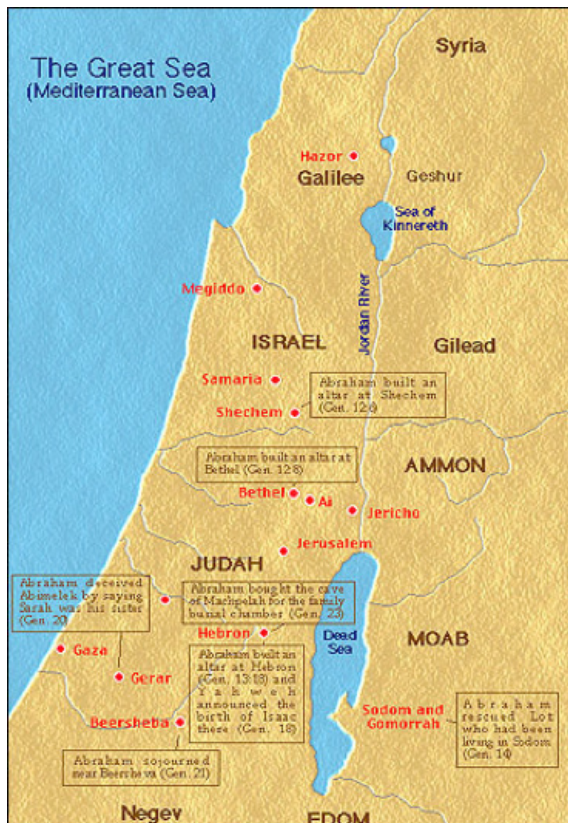 Syria
The Great Sea
(Mediterranean Sea)
Hazor
Galilee
Geshur
Sea of
Kinnereth
Jordan River
Megiddo
ISRAEL
Gilead
Samaria
Abraham built an
altar at Shechem
(Gen. 12:6)
Shechem
Abraham built an altar at
Bethel (Gen. 12:8)
AMMON
Bethel
Ai
Jericho
Jerusalem
JUDAH
Abraham deceived
Abimelek by saying
Sarah was his sister
(Gen. 20)
Abraham bought the cave
of Machpelah for the family
burial chamber (Gen. 23)
Hebron
Dead
Sea
MOAB
Gaza
Abraham built an
altar at Hebron
(Gen. 13:18) and
Yahweh
announced the
birth of Isaac
there (Gen. 18)
Gerar
Sodom and
Gomorrah
Abraham
rescued Lot
who had been
living in Sodom
(Gen. 14)
Beersheba
Abraham sojourned
near Beersheva (Gen. 21)
Negev
EDOM